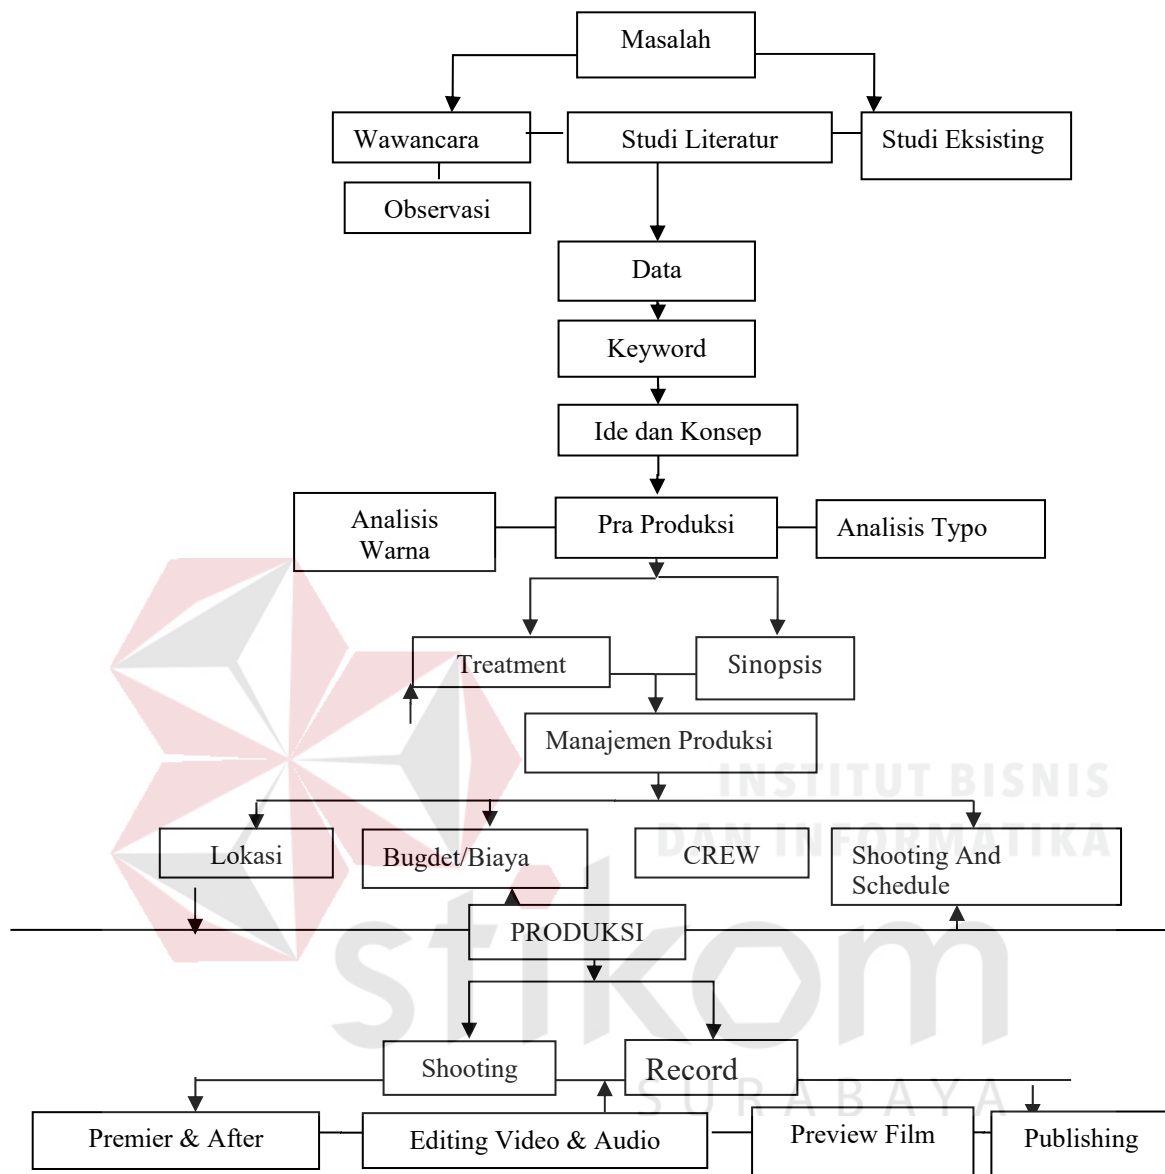 Masalah
Wawancara
Studi Literatur
Studi Eksisting
Observasi
Data
Keyword
Ide dan Konsep
Analisis
Warna
Pra Produksi
Analisis Typo
Treatment
Sinopsis
Manajemen Produksi
INSTITUT BISNIS
DAN INFORMATIKA
Lokasi
Bugdet/Biaya
CREW
Shooting And
Schedule
PRODUKSI
stikom
Shooting
Record
SURABAYA
Premier & After
Editing Video & Audio
Preview Film
Publishing